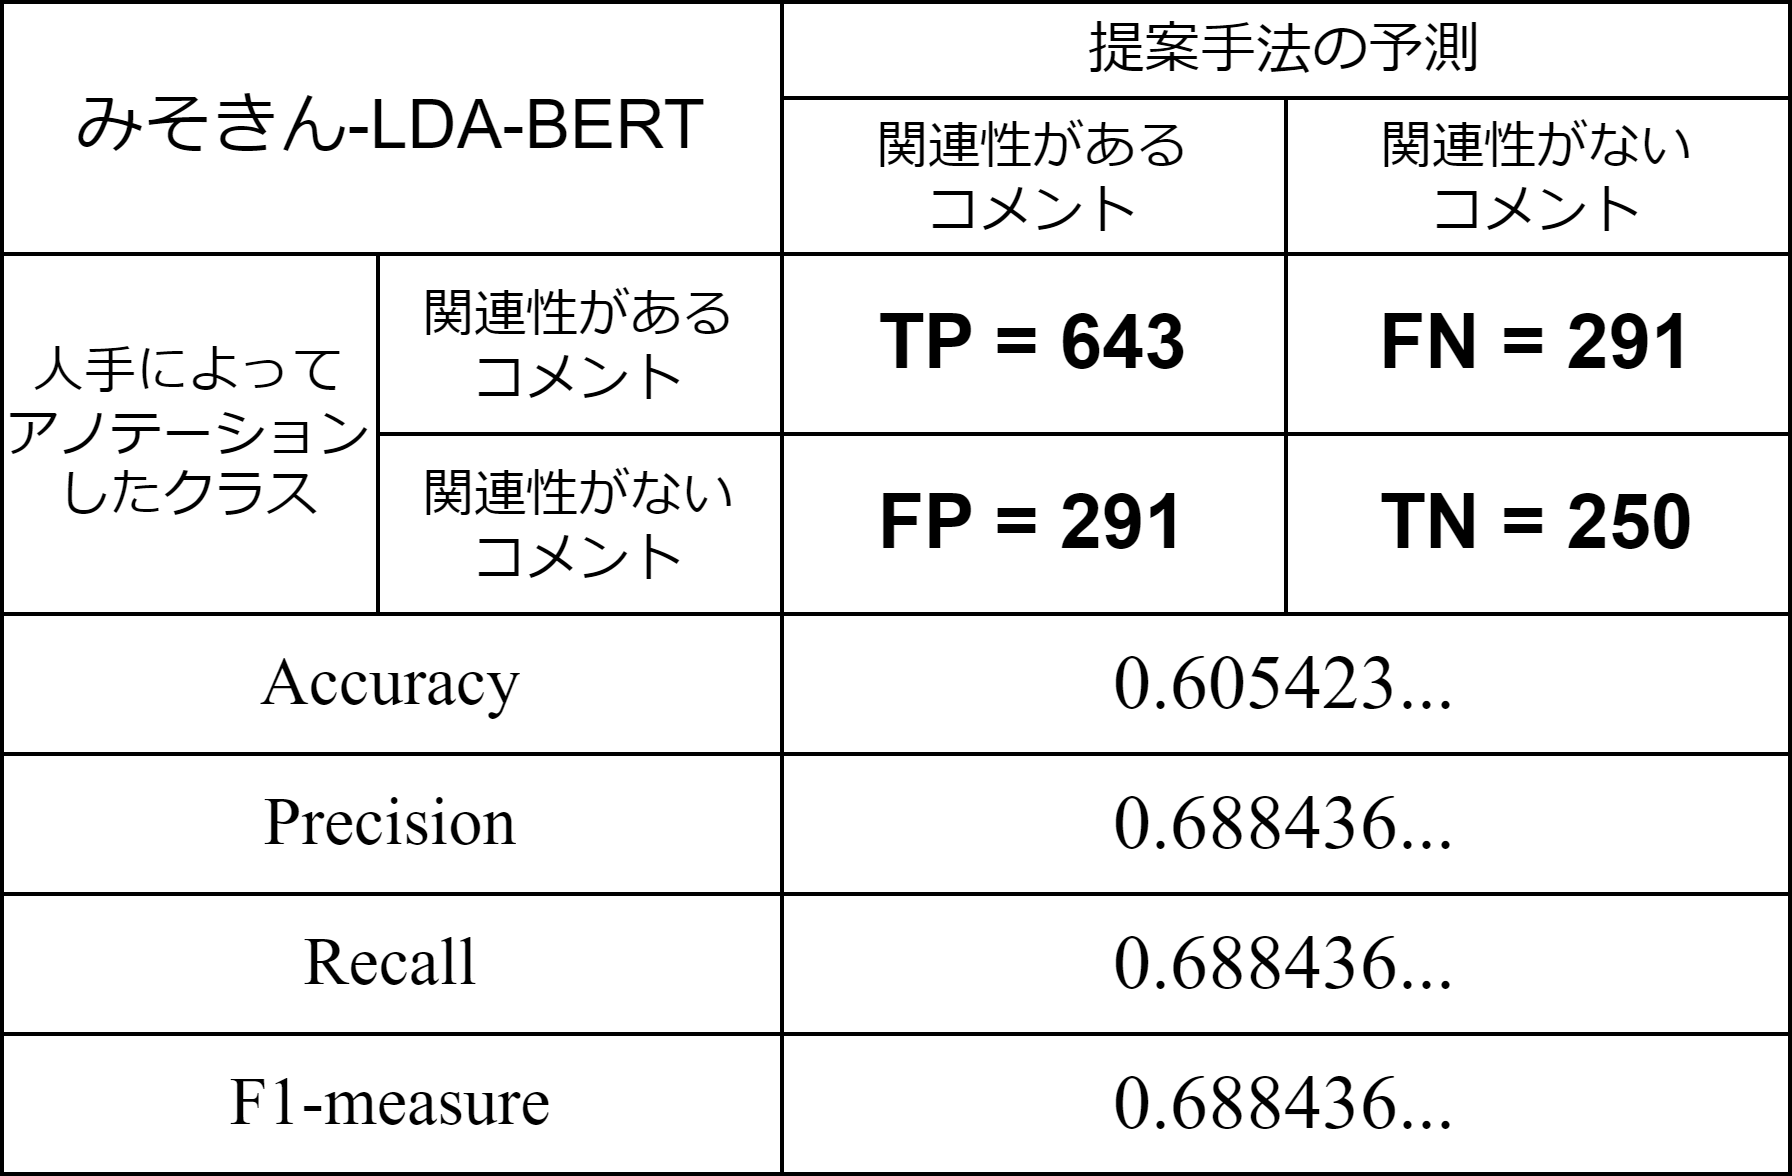 みそきん-LDA-BERT
提案手法の予測
関連性がある
コメント
関連性がない
コメント
人手によって
アノテーション
したクラス
関連性がある
コメント
TP = 643
FN = 291
関連性がない
コメント
FP = 291
TN = 250
Accuracy
0.605423...
Precision
0.688436...
Recall
0.688436...
F1-measure
0.688436...